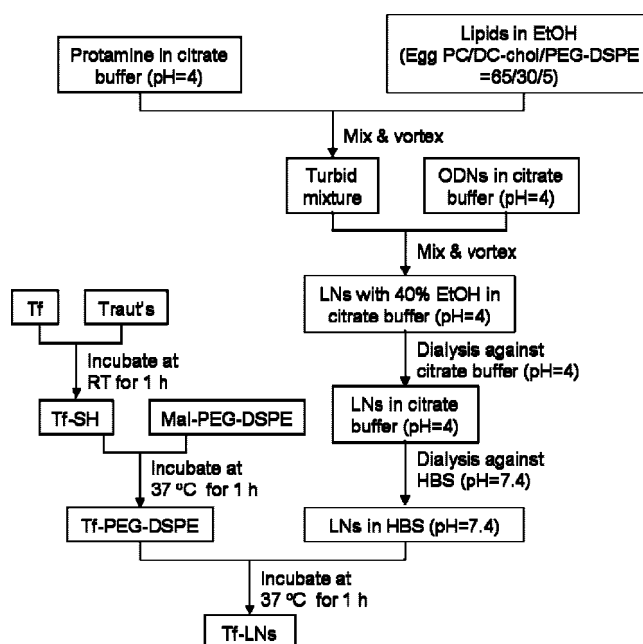 Protamine in citrate
buffer (pH=4)
Lipids in EtOH
(Egg PC/DC-chol/PEG-DSPE
=65/30/5)
Mix & vortex
Turbid
mixture
ODNs in citrate
buffer (pH=4)
Mix & vortex
LNs with 40% EtOH in
citrate buffer (pH=4)
Dialysis against
citrate buffer (pH=4)
LNs in citrate
buffer (pH=4)
Dialysis against
HBS (pH=7.4)
LNs in HBS (pH=7.4)
Tf
Traut's
Incubate at
RT for 1 h
Tf-SH
Mal-PEG-DSPE
Incubate at
37 ºC for 1 h
Tf-PEG-DSPE
Incubate at
37 ºC for 1 h
Tf-LNs